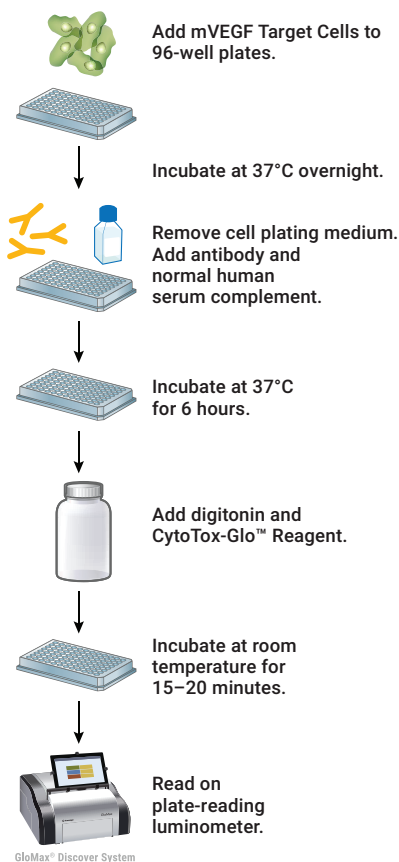 Add mVEGF Target Cells to
96-well plates.
Incubate at 37°C overnight.
Remove cell plating medium.
Add antibody and
normal human
serum complement.
Incubate at 37°C
for 6 hours.
Add digitonin and
CytoTox-Glo™ Reagent.
Incubate at room
temperature for
15–20 minutes.
Read on
plate-reading
luminometer.
GloMax® Discover System